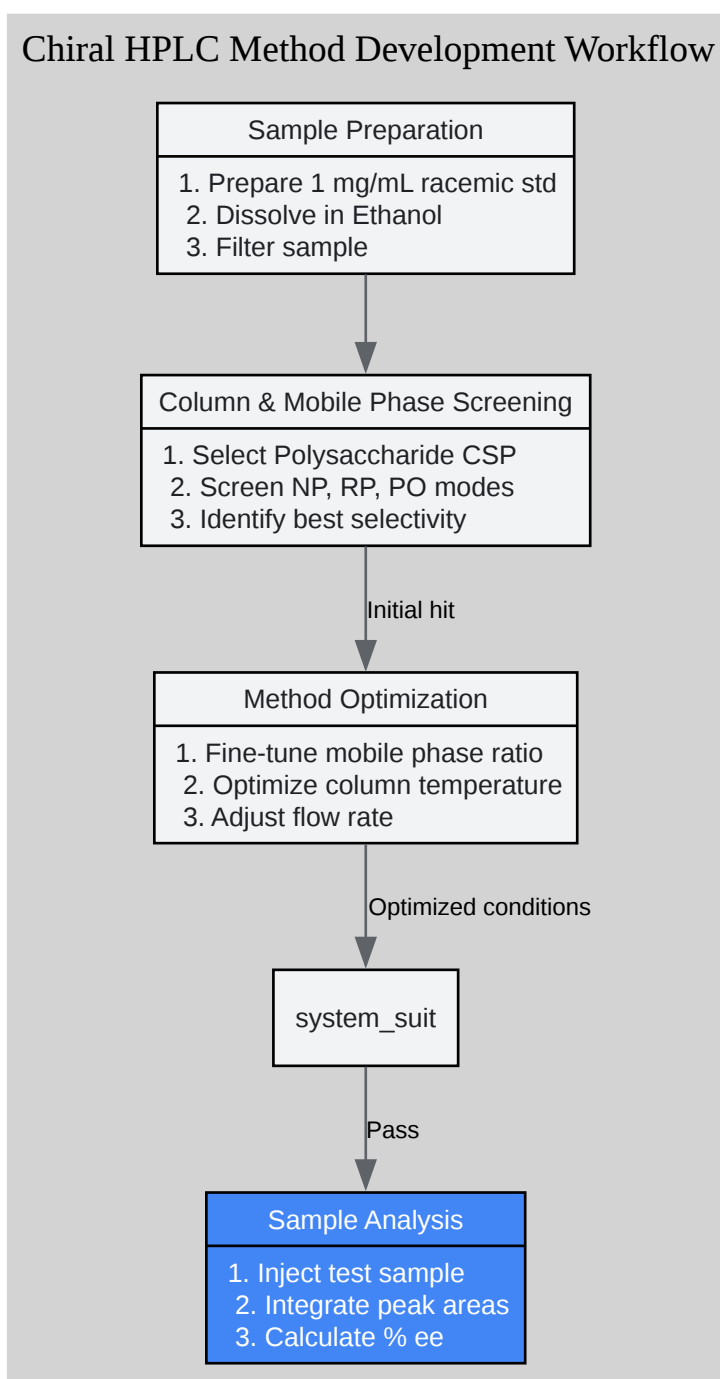 Chiral HPLC Method Development Workflow
Sample Preparation
1. Prepare 1 mg/mL racemic std
2. Dissolve in Ethanol
3. Filter sample
Column & Mobile Phase Screening
1. Select Polysaccharide CSP
2. Screen NP, RP, PO modes
3. Identify best selectivity
Initial hit
Method Optimization
1. Fine-tune mobile phase ratio
2. Optimize column temperature
3. Adjust flow rate
Optimized conditions
system_suit
Pass
Sample Analysis
1. Inject test sample
2. Integrate peak areas
3. Calculate % ee